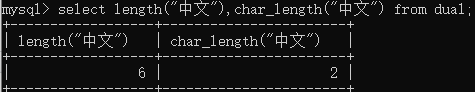 mysql> select length("中文"),char_length("中文") from dual;
+----------------+---------------------+
| length("中文") | char_length("中文") |
+----------------+---------------------+
| 6 | 2 |
+----------------+---------------------+